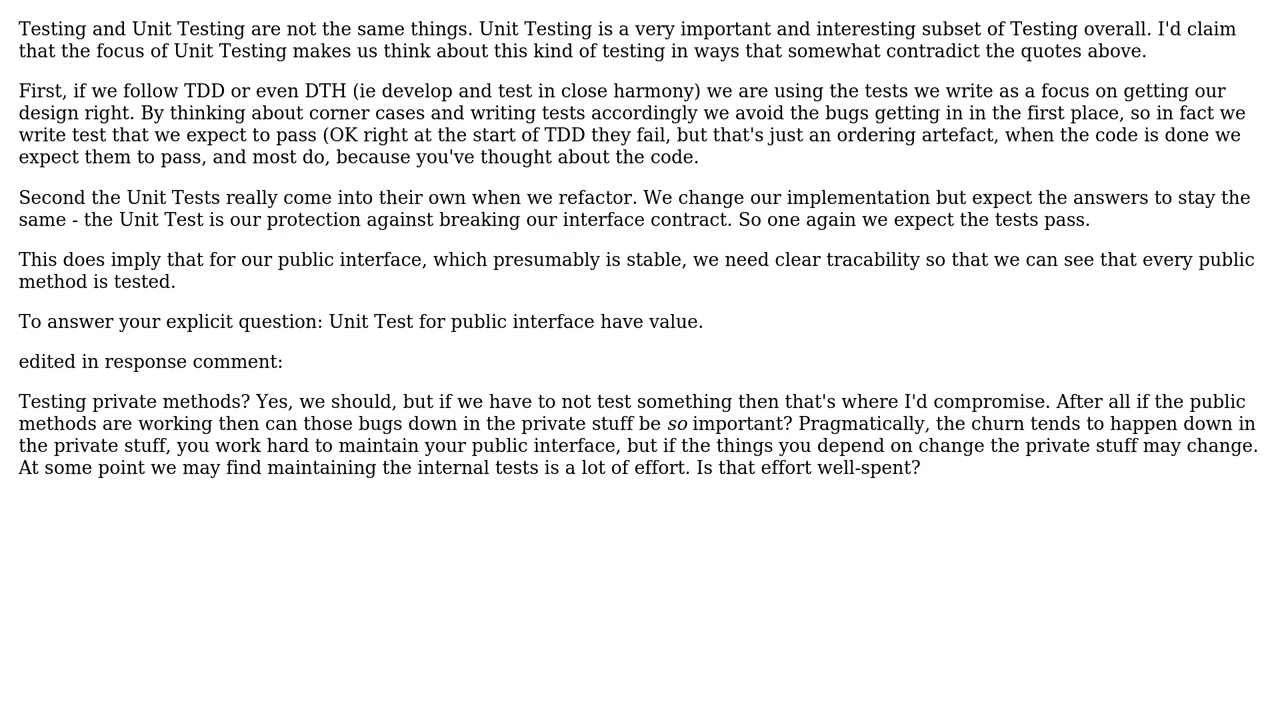 Testing and Unit Testing are not the same things. Unit Testing is a very important and interesting subset of Testing overall. I'd claim
that the focus of Unit Testing makes us think about this kind of testing in ways that somewhat contradict the quotes above.
First, if we follow TDD or even DTH (ie develop and test in close harmony) we are using the tests we write as a focus on getting our
design right. By thinking about corner cases and writing tests accordingly we avoid the bugs getting in in the first place, so in fact we
write test that we expect to pass (OK right at the start of TDD they fail, but that's just an ordering artefact, when the code is done we
expect them to pass, and most do, because you've thought about the code.
Second the Unit Tests really come into their own when we refactor. We change our implementation but expect the answers to stay the
same - the Unit Test is our protection against breaking our interface contract. So one again we expect the tests pass.
This does imply that for our public interface, which presumably is stable, we need clear tracability so that we can see that every public
method is tested.
To answer your explicit question: Unit Test for public interface have value.
edited in response comment:
Testing private methods? Yes, we should, but if we have to not test something then that's where I'd compromise. After all if the public
methods are working then can those bugs down in the private stuff be so important? Pragmatically, the churn tends to happen down in
the private stuff, you work hard to maintain your public interface, but if the things you depend on change the private stuff may change.
At some point we may find maintaining the internal tests is a lot of effort. Is that effort well-spent?